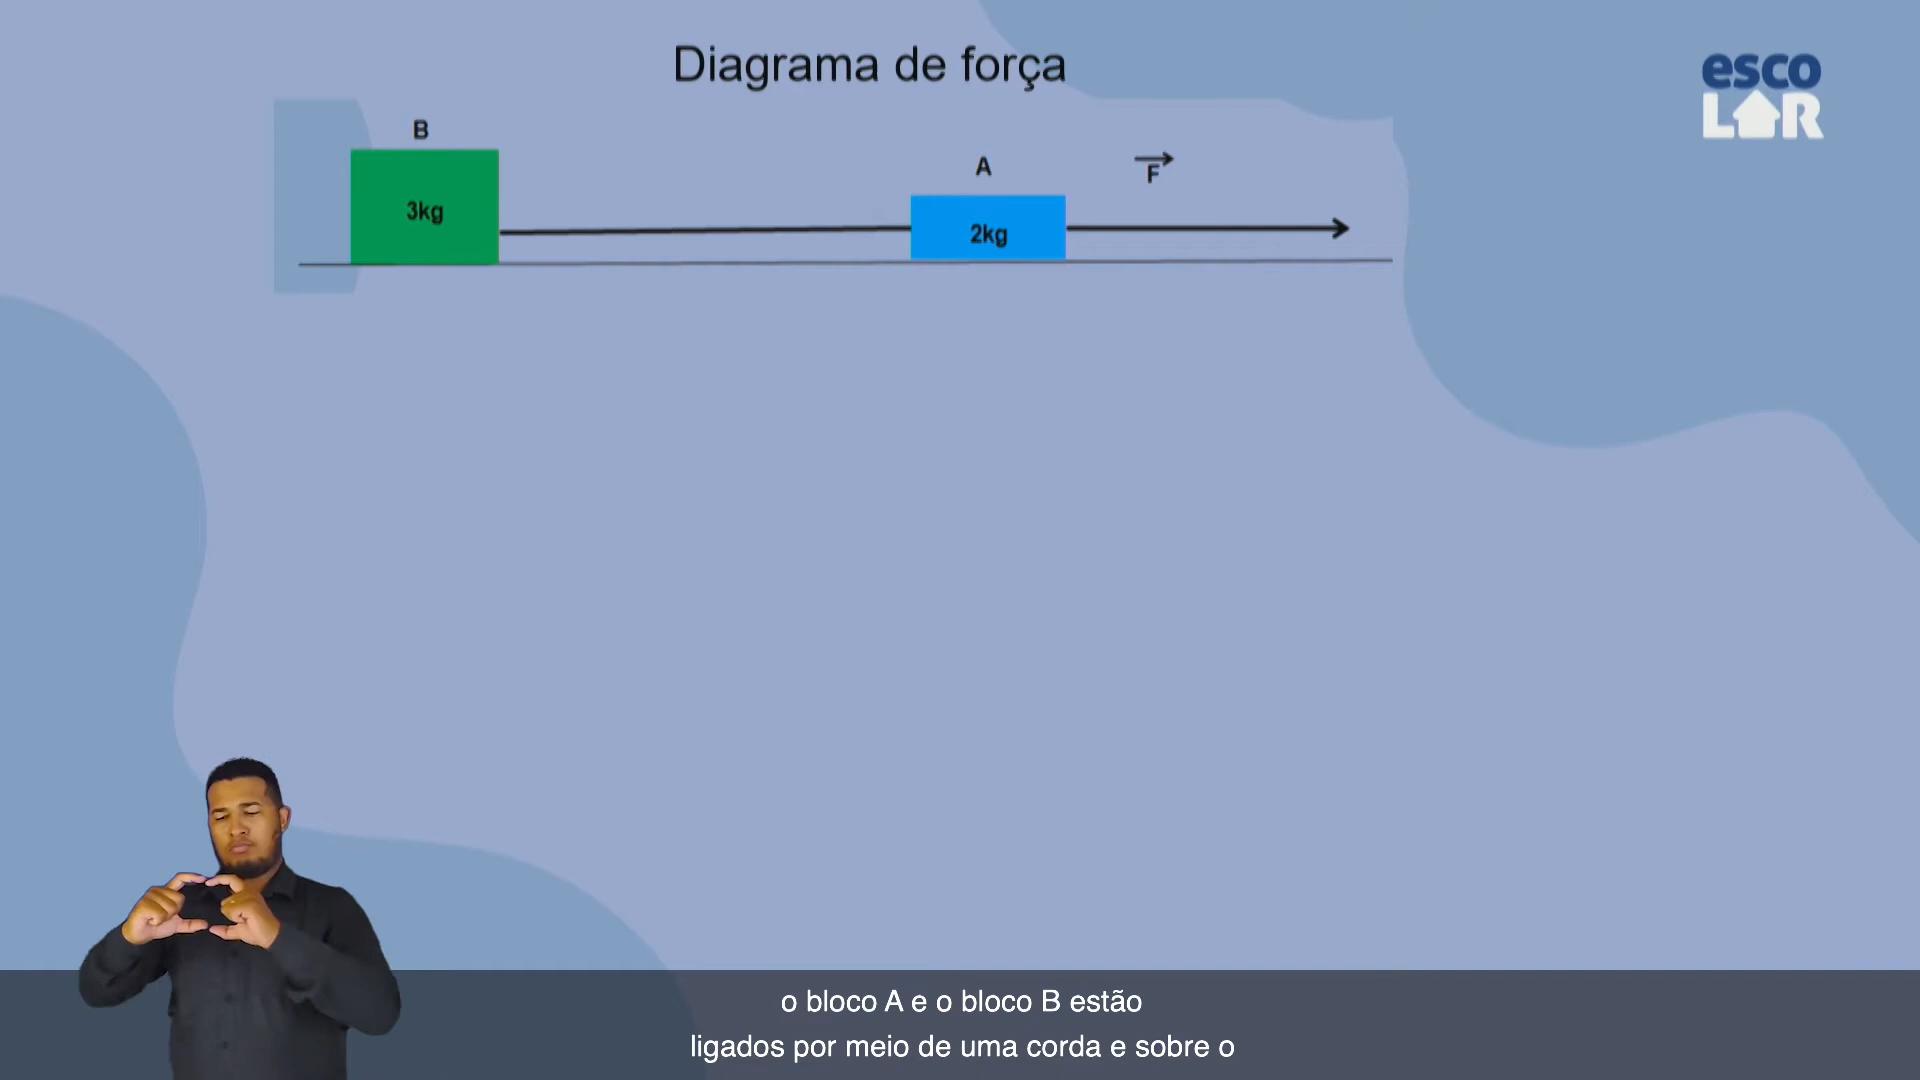 Diagrama de força
esco
LAR
B
A
F
3kg
2kg
o bloco A e o bloco B estão
ligados por meio de uma corda e sobre o